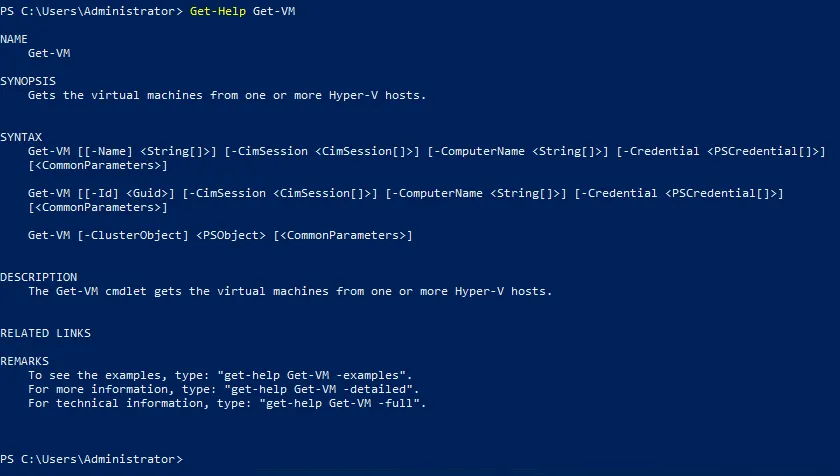 PS C:\Users\Administrator> Get-Help Get-VM
NAME
Get-VM
SYNOPSIS
Gets the virtual machines from one or more Hyper-V hosts.
SYNTAX
Get-VM [[-Name] <String[]>] [-CimSession <CimSession[]>] [-ComputerName <String[]>] [-Credential <PSCredential[]>]
[<CommonParameters>]
Get-VM [[-Id] <Guid>] [-CimSession <CimSession[]>] [-ComputerName <String[]>] [-Credential <PSCredential[]>]
[<CommonParameters>]
Get-VM [-ClusterObject] <PSObject> [<CommonParameters>]
DESCRIPTION
The Get-VM cmdlet gets the virtual machines from one or more Hyper-V hosts.
RELATED LINKS
REMARKS
To see the examples, type: "get-help Get-VM -examples".
For more information, type: "get-help Get-VM -detailed".
For technical information, type: "get-help Get-VM -full".
PS C:\Users\Administrator>